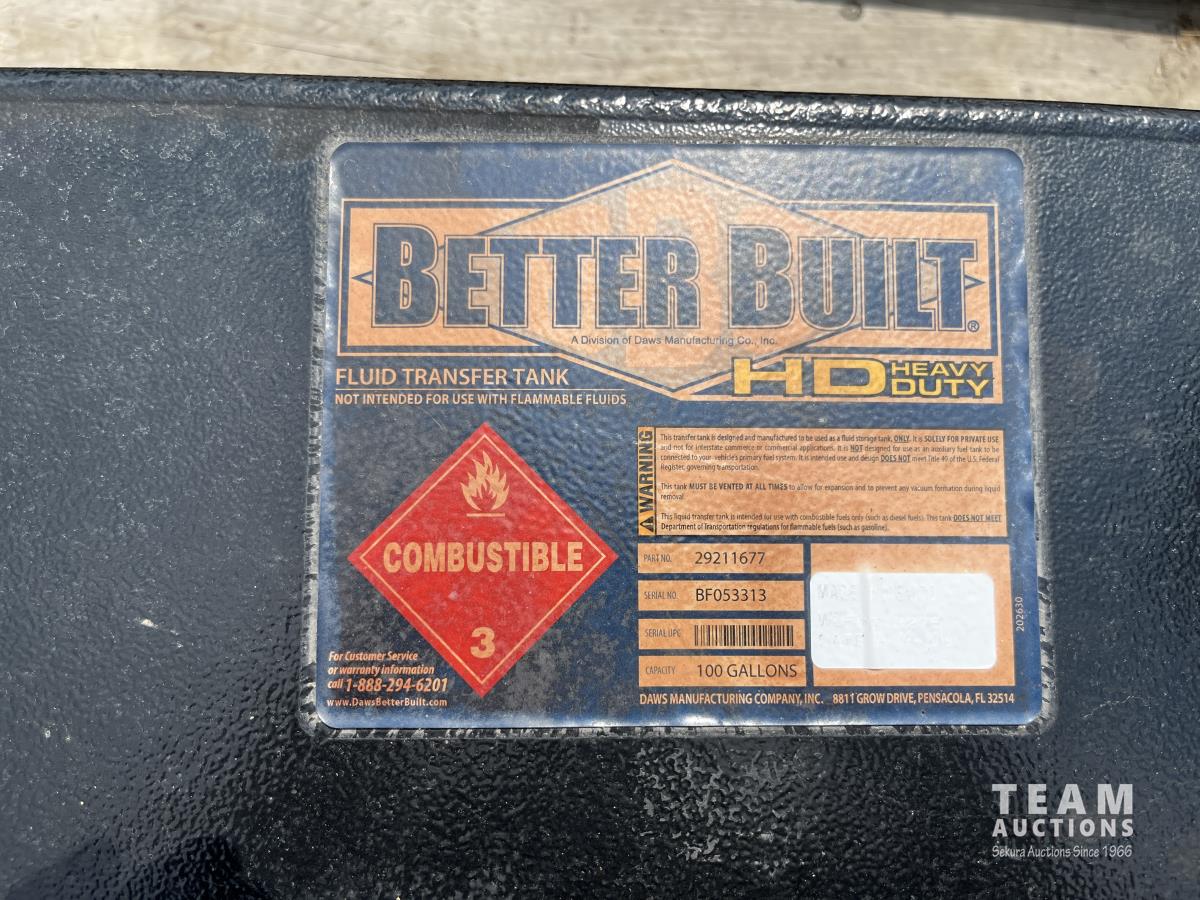 BETTER BUILT®
A Division of Daws Manufacturing Co., Inc.
HD HEAVY DUTY
FLUID TRANSFER TANK
NOT INTENDED FOR USE WITH FLAMMABLE FLUIDS
WARNING
This transfer tank is designed and manufactured to be used as a fluid storage tank, ONLY. It is SOLELY FOR PRIVATE USE
and not for interstate commerce or commercial applications. It is NOT designed for use as an auxiliary fuel tank to be
connected to your vehicle's primary fuel system. It is intended use and design DOES NOT meet Title 49 of the U.S. Federal
Register, governing transportation.
This tank MUST BE VENTED AT ALL TIMES to allow for expansion and to prevent any vacuum formation during liquid
removal.
This liquid transfer tank is intended for use with combustible fuels only (such as diesel fuels). This tank DOES NOT MEET
Department of Transportation regulations for flammable fuels (such as gasoline).
COMBUSTIBLE
3
PART NO. 29211677
SERIAL NO. BF053313
SERIAL UPC
CAPACITY 100 GALLONS
202630
For Customer Service
or warranty information
call 1-888-294-6201
www.DawsBetterBuilt.com
DAWS MANUFACTURING COMPANY, INC. 8811 GROW DRIVE, PENSACOLA, FL 32514
TEAM
AUCTIONS
Sekura Auctions Since 1966